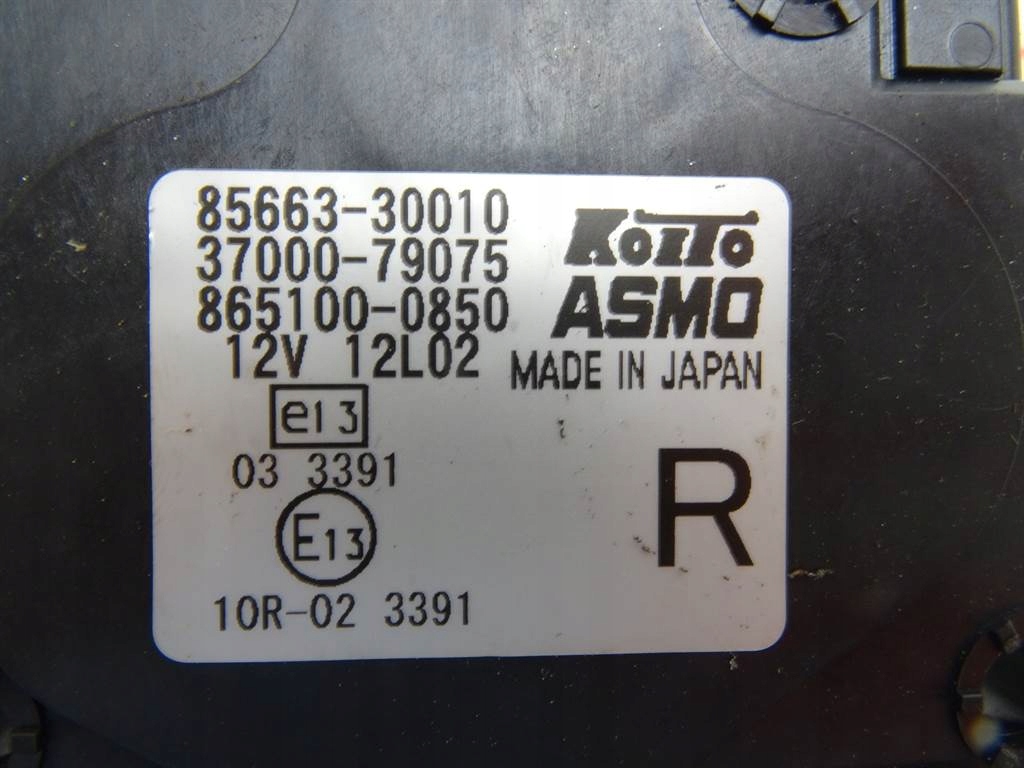 85663-30010
37000-79075
865100-0850
12V 12L02
KOITO
ASMO
MADE IN JAPAN
e13
03 3391
E13
10R-02 3391
R